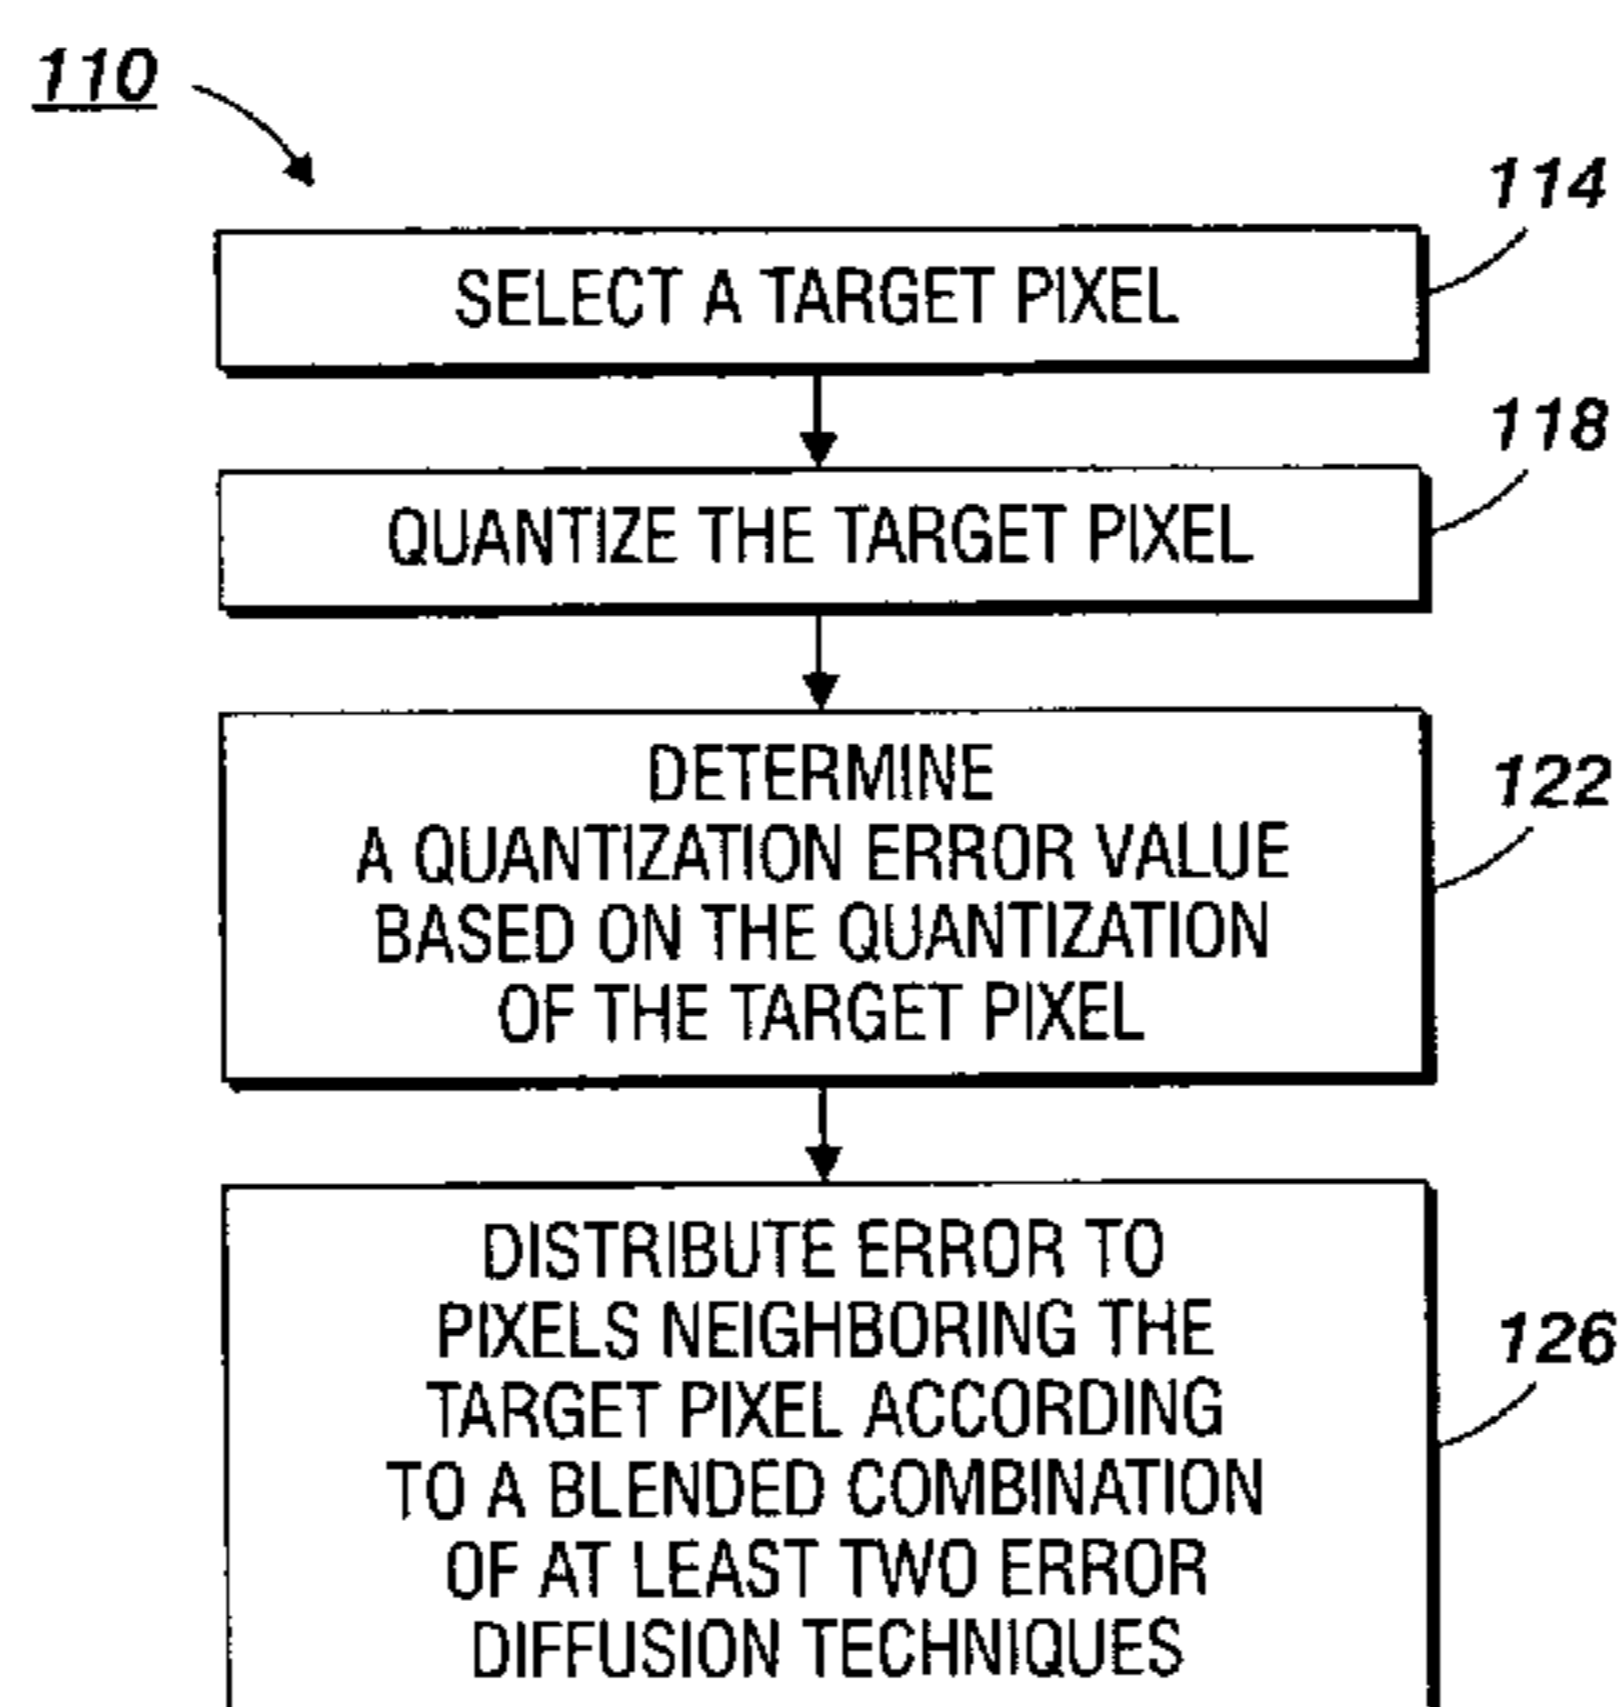 110
114
SELECT A TARGET PIXEL
118
QUANTIZE THE TARGET PIXEL
122
DETERMINE
A QUANTIZATION ERROR VALUE
BASED ON THE QUANTIZATION
OF THE TARGET PIXEL
126
DISTRIBUTE ERROR TO
PIXELS NEIGHBORING THE
TARGET PIXEL ACCORDING
TO A BLENDED COMBINATION
OF AT LEAST TWO ERROR
DIFFUSION TECHNIQUES